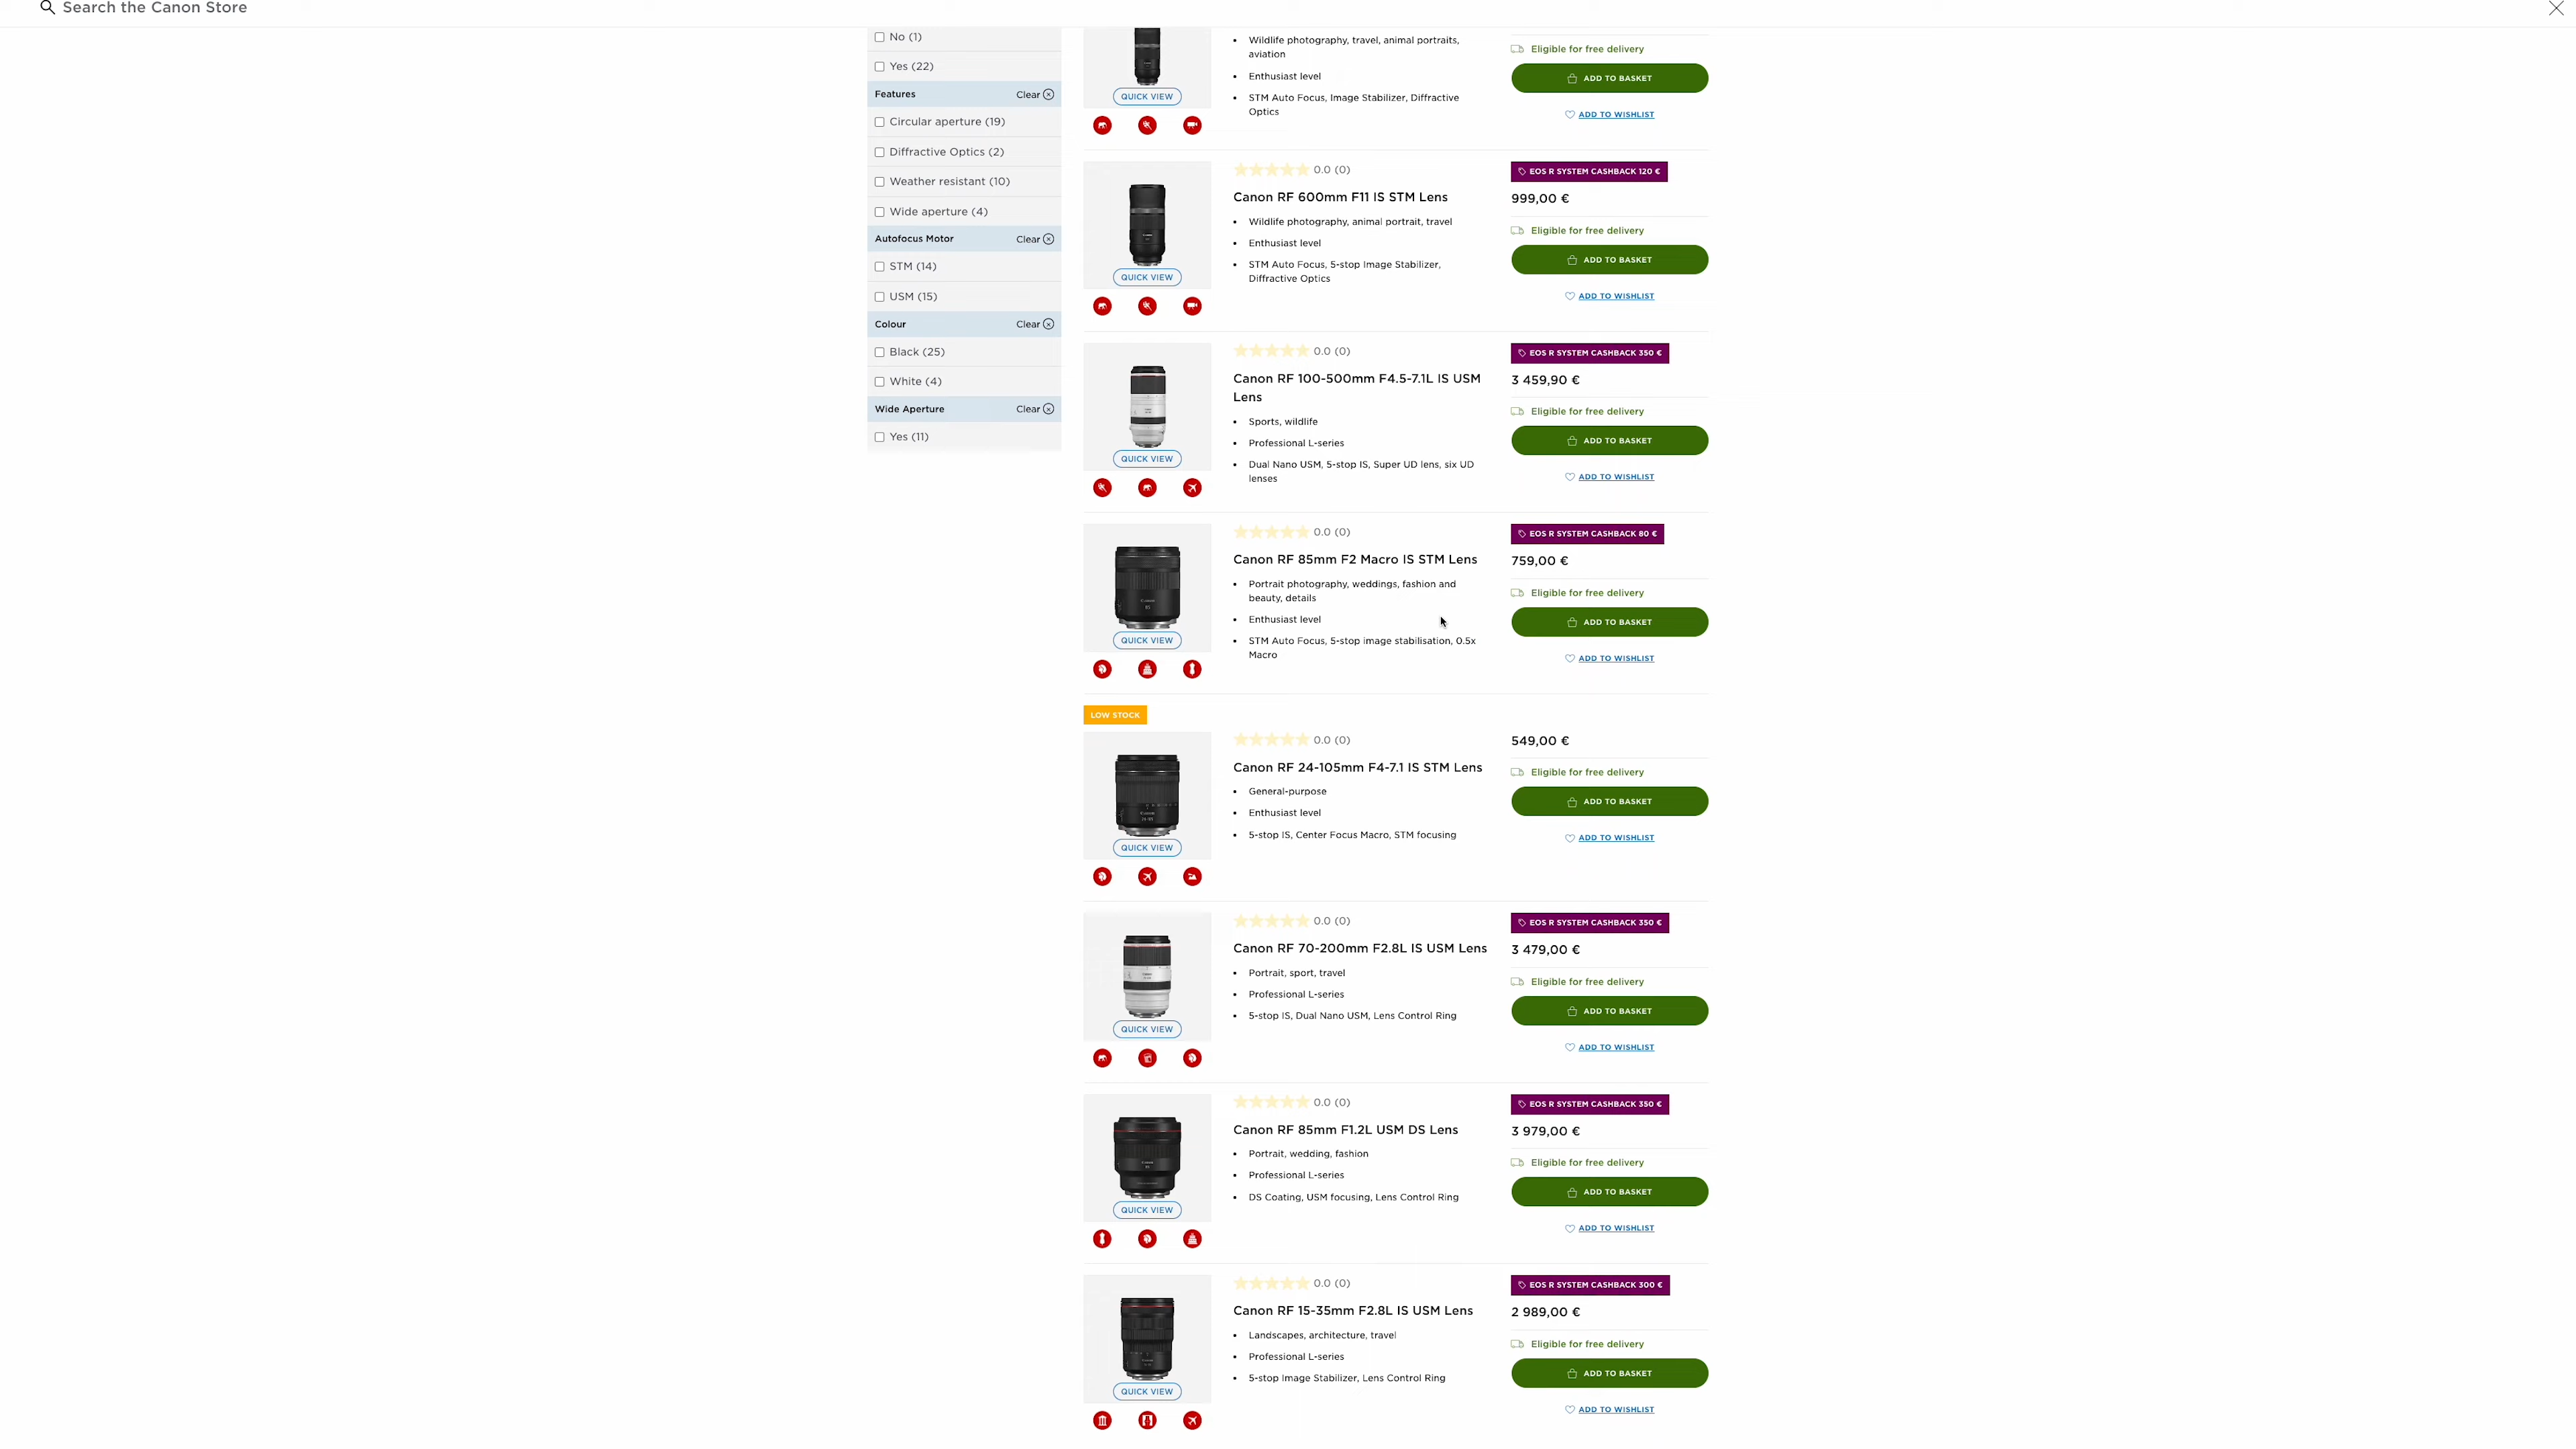 Search the Canon Store
No (1)
Yes (22)
Features Clear
Circular aperture (19)
Diffractive Optics (2)
Weather resistant (10)
Wide aperture (4)
Autofocus Motor Clear
STM (14)
USM (15)
Colour Clear
Black (25)
White (4)
Wide Aperture Clear
Yes (11)
QUICK VIEW
Wildlife photography, travel, animal portraits,
aviation
Enthusiast level
STM Auto Focus, Image Stabilizer, Diffractive
Optics
Eligible for free delivery
ADD TO BASKET
ADD TO WISHLIST
QUICK VIEW
0.0 (0)
Canon RF 600mm F11 IS STM Lens
Wildlife photography, animal portrait, travel
Enthusiast level
STM Auto Focus, 5-stop Image Stabilizer,
Diffractive Optics
EOS R SYSTEM CASHBACK 120 €
999,00 €
Eligible for free delivery
ADD TO BASKET
ADD TO WISHLIST
QUICK VIEW
0.0 (0)
Canon RF 100-500mm F4.5-7.1L IS USM
Lens
Sports, wildlife
Professional L-series
Dual Nano USM, 5-stop IS, Super UD lens, six UD
lenses
EOS R SYSTEM CASHBACK 350 €
3 459,90 €
Eligible for free delivery
ADD TO BASKET
ADD TO WISHLIST
QUICK VIEW
0.0 (0)
Canon RF 85mm F2 Macro IS STM Lens
Portrait photography, weddings, fashion and
beauty, details
Enthusiast level
STM Auto Focus, 5-stop image stabilisation, 0.5x
Macro
EOS R SYSTEM CASHBACK 80 €
759,00 €
Eligible for free delivery
ADD TO BASKET
ADD TO WISHLIST
LOW STOCK
QUICK VIEW
0.0 (0)
Canon RF 24-105mm F4-7.1 IS STM Lens
General-purpose
Enthusiast level
5-stop IS, Center Focus Macro, STM focusing
549,00 €
Eligible for free delivery
ADD TO BASKET
ADD TO WISHLIST
QUICK VIEW
0.0 (0)
Canon RF 70-200mm F2.8L IS USM Lens
Portrait, sport, travel
Professional L-series
5-stop IS, Dual Nano USM, Lens Control Ring
EOS R SYSTEM CASHBACK 350 €
3 479,00 €
Eligible for free delivery
ADD TO BASKET
ADD TO WISHLIST
QUICK VIEW
0.0 (0)
Canon RF 85mm F1.2L USM DS Lens
Portrait, wedding, fashion
Professional L-series
DS Coating, USM focusing, Lens Control Ring
EOS R SYSTEM CASHBACK 350 €
3 979,00 €
Eligible for free delivery
ADD TO BASKET
ADD TO WISHLIST
QUICK VIEW
0.0 (0)
Canon RF 15-35mm F2.8L IS USM Lens
Landscapes, architecture, travel
Professional L-series
5-stop Image Stabilizer, Lens Control Ring
EOS R SYSTEM CASHBACK 300 €
2 989,00 €
Eligible for free delivery
ADD TO BASKET
ADD TO WISHLIST